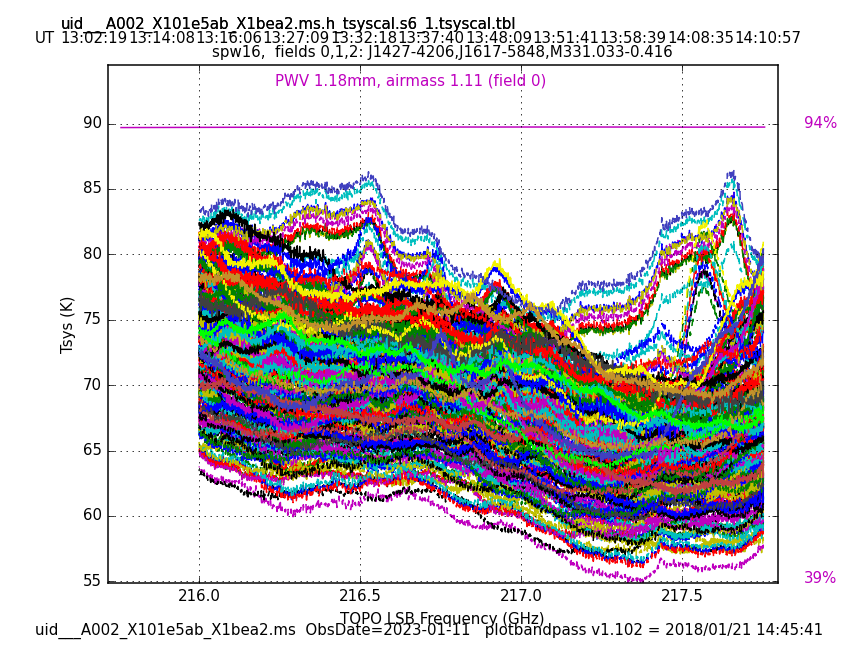 uid___A002_X101e5ab_X1bea2.ms.h_tsyscal.s6_1.tsyscal.tbl
UT 13:02:19 13:14:08 13:16:06 13:27:09 13:32:18 13:37:40 13:48:09 13:51:41 13:58:39 14:08:35 14:10:57
spw16, fields 0,1,2: J1427-4206,J1617-5848,M331.033-0.416
PWV 1.18mm, airmass 1.11 (field 0)
90
94%
85
80
75
Tsys (K)
70
65
60
55
39%
216.0 216.5 217.0 217.5
TOPO LSB Frequency (GHz)
uid___A002_X101e5ab_X1bea2.ms ObsDate=2023-01-11 plotbandpass v1.102 = 2018/01/21 14:45:41